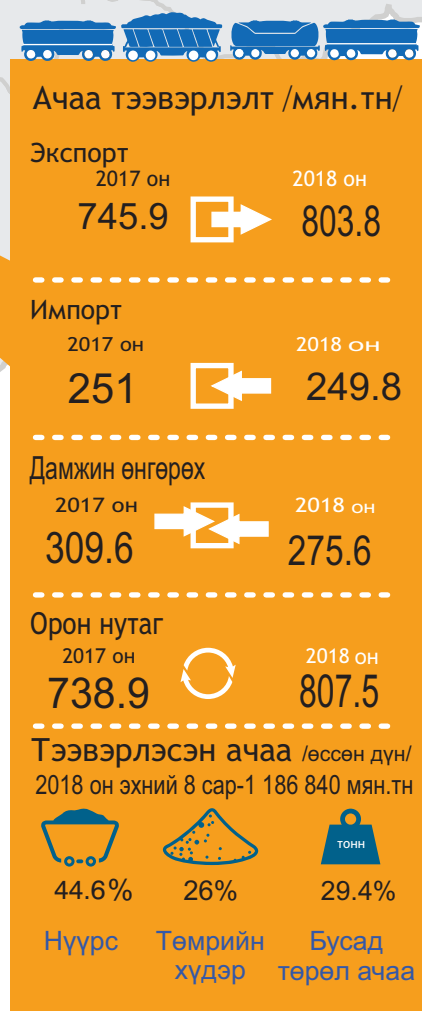 Ачаа тээвэрлэлт /мян.тн/
Экспорт
2017 он 2018 он
745.9 803.8
Импорт
2017 он 2018 он
251 249.8
Дамжин өнгөрөх
2017 он 2018 он
309.6 275.6
Орон нутаг
2017 он 2018 он
738.9 807.5
Тээвэрлэсэн ачаа /өссөн дүн/
2018 он эхний 8 сар-1 186 840 мян.тн
тонн
44.6% 26% 29.4%
Нүүрс Төмрийн Бусад
хүдэр төрөл ачаа